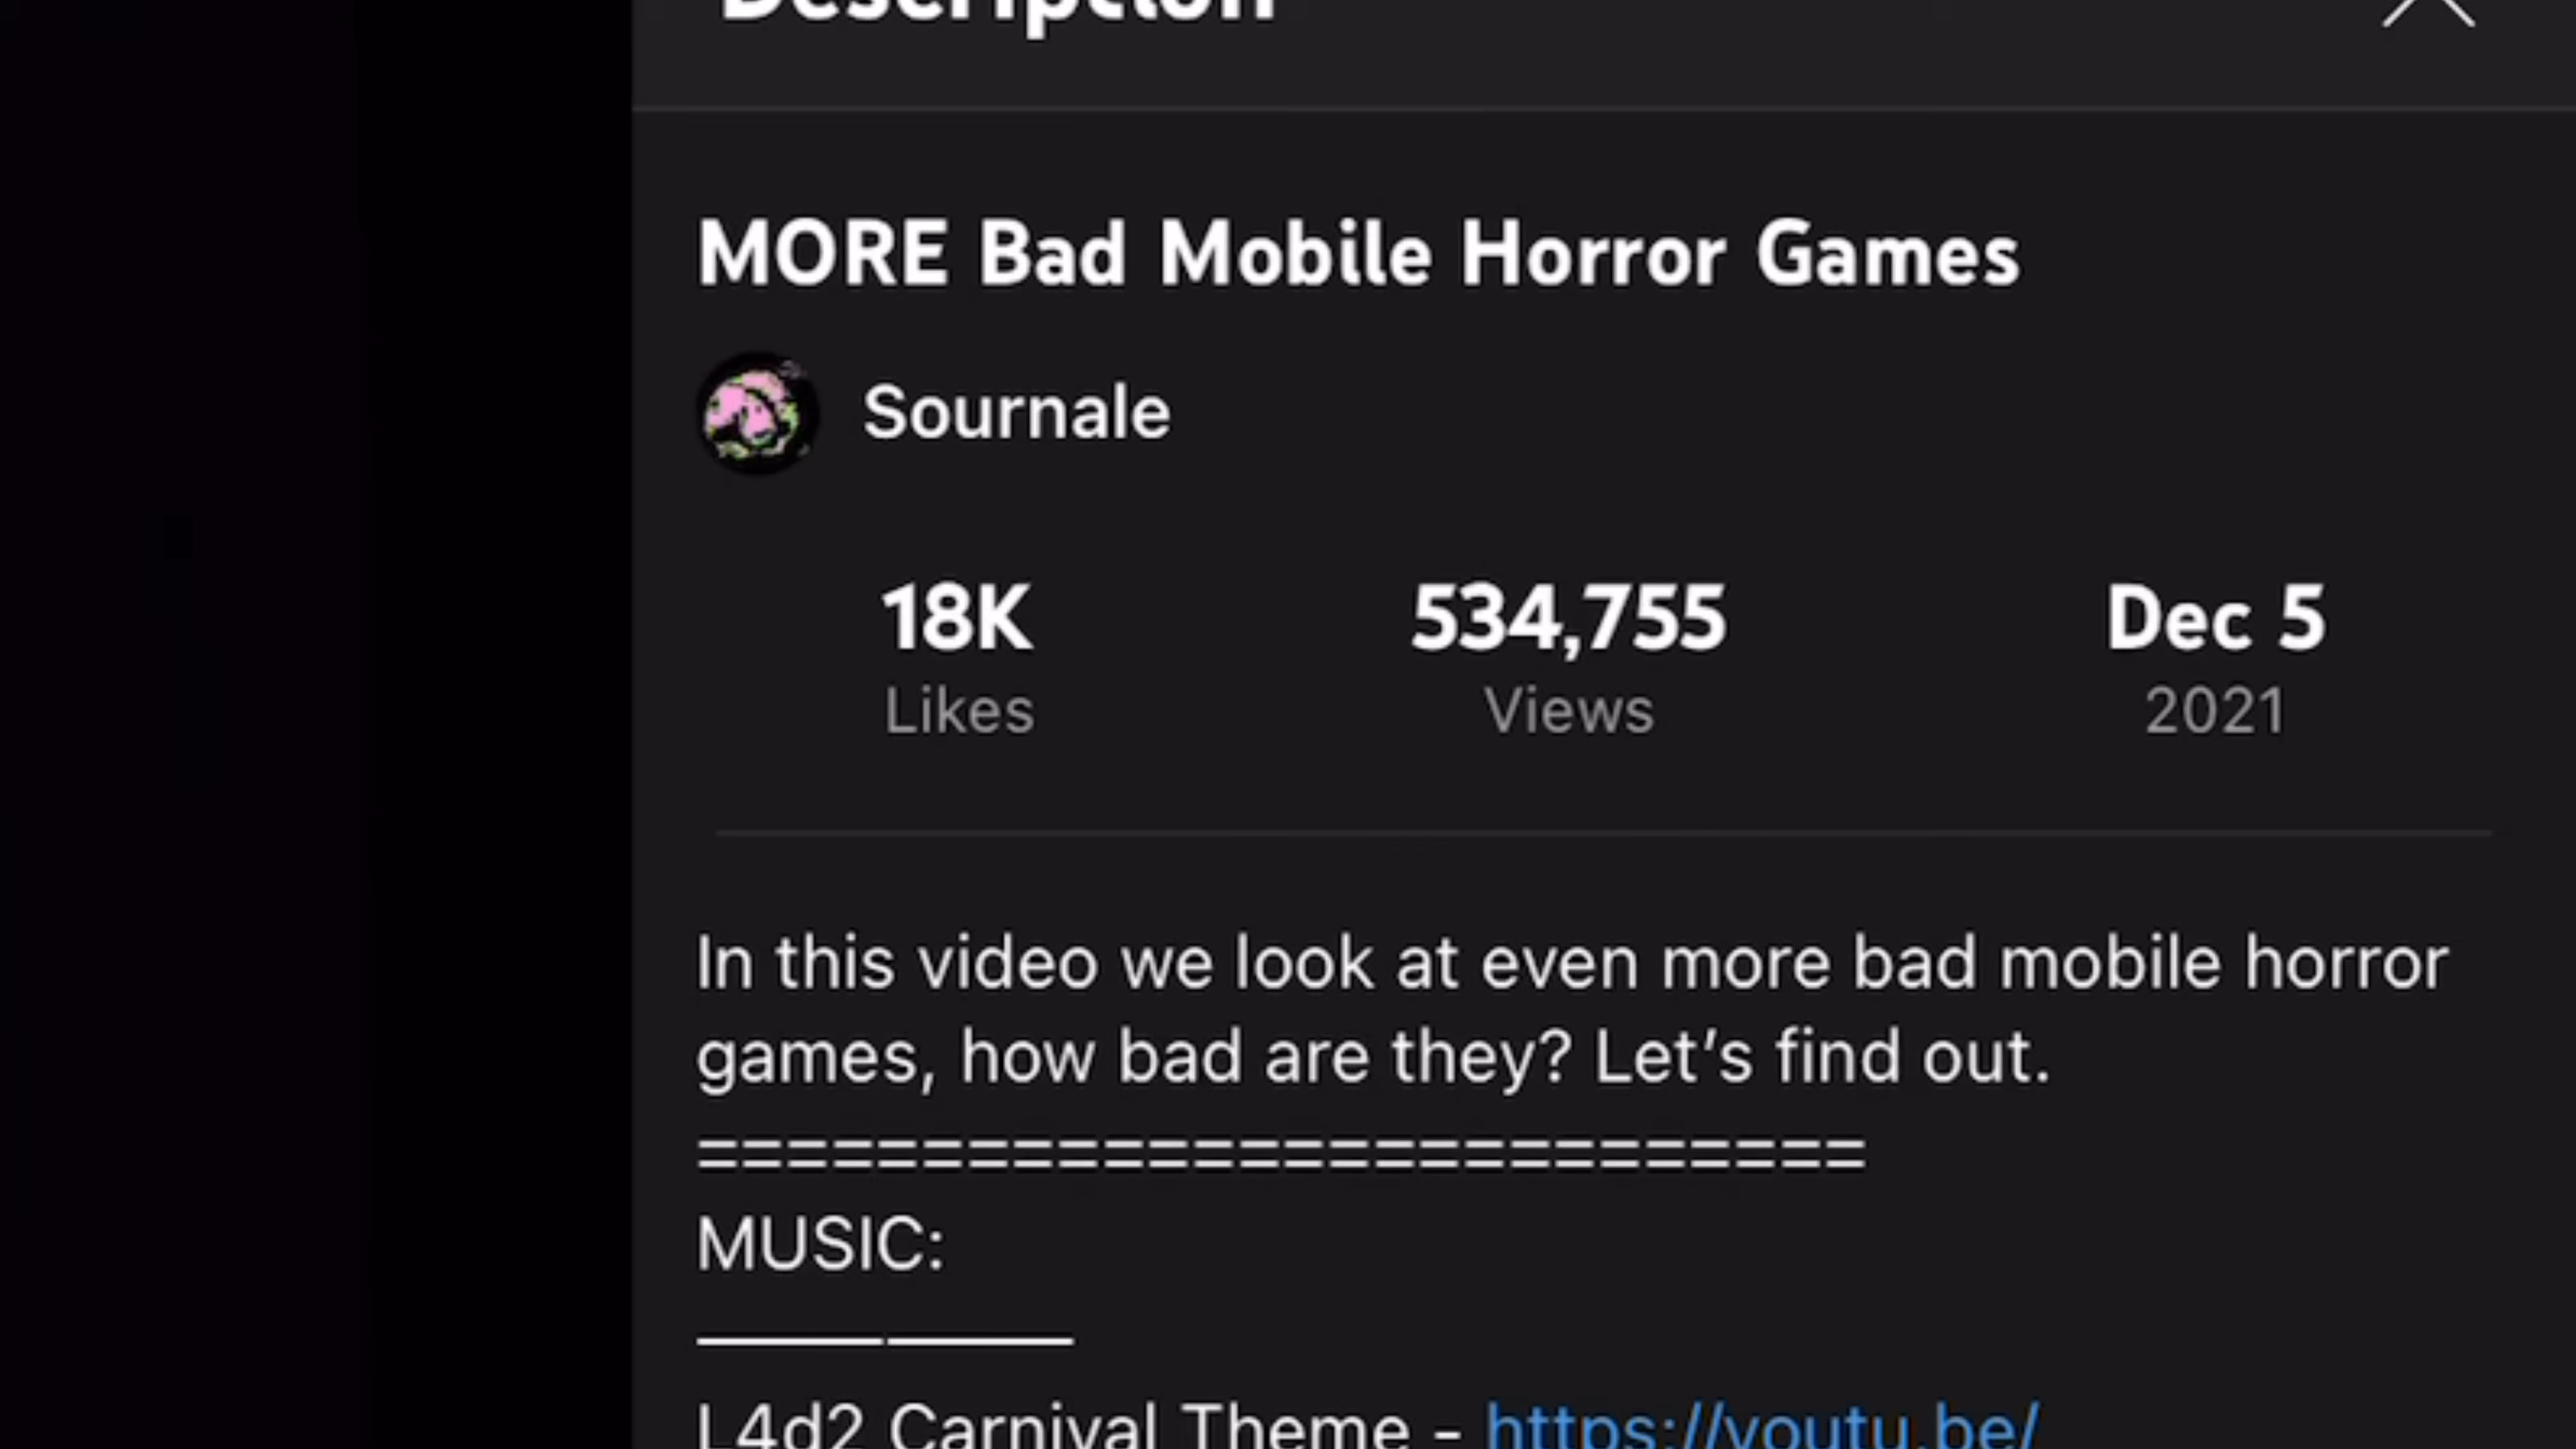 Description
MORE Bad Mobile Horror Games
Sournale
18K
Likes
534,755
Views
Dec 5
2021
In this video we look at even more bad mobile horror
games, how bad are they? Let’s find out.
==========================
MUSIC:
————
L4d2 Carnival Theme - https://youtu.be/